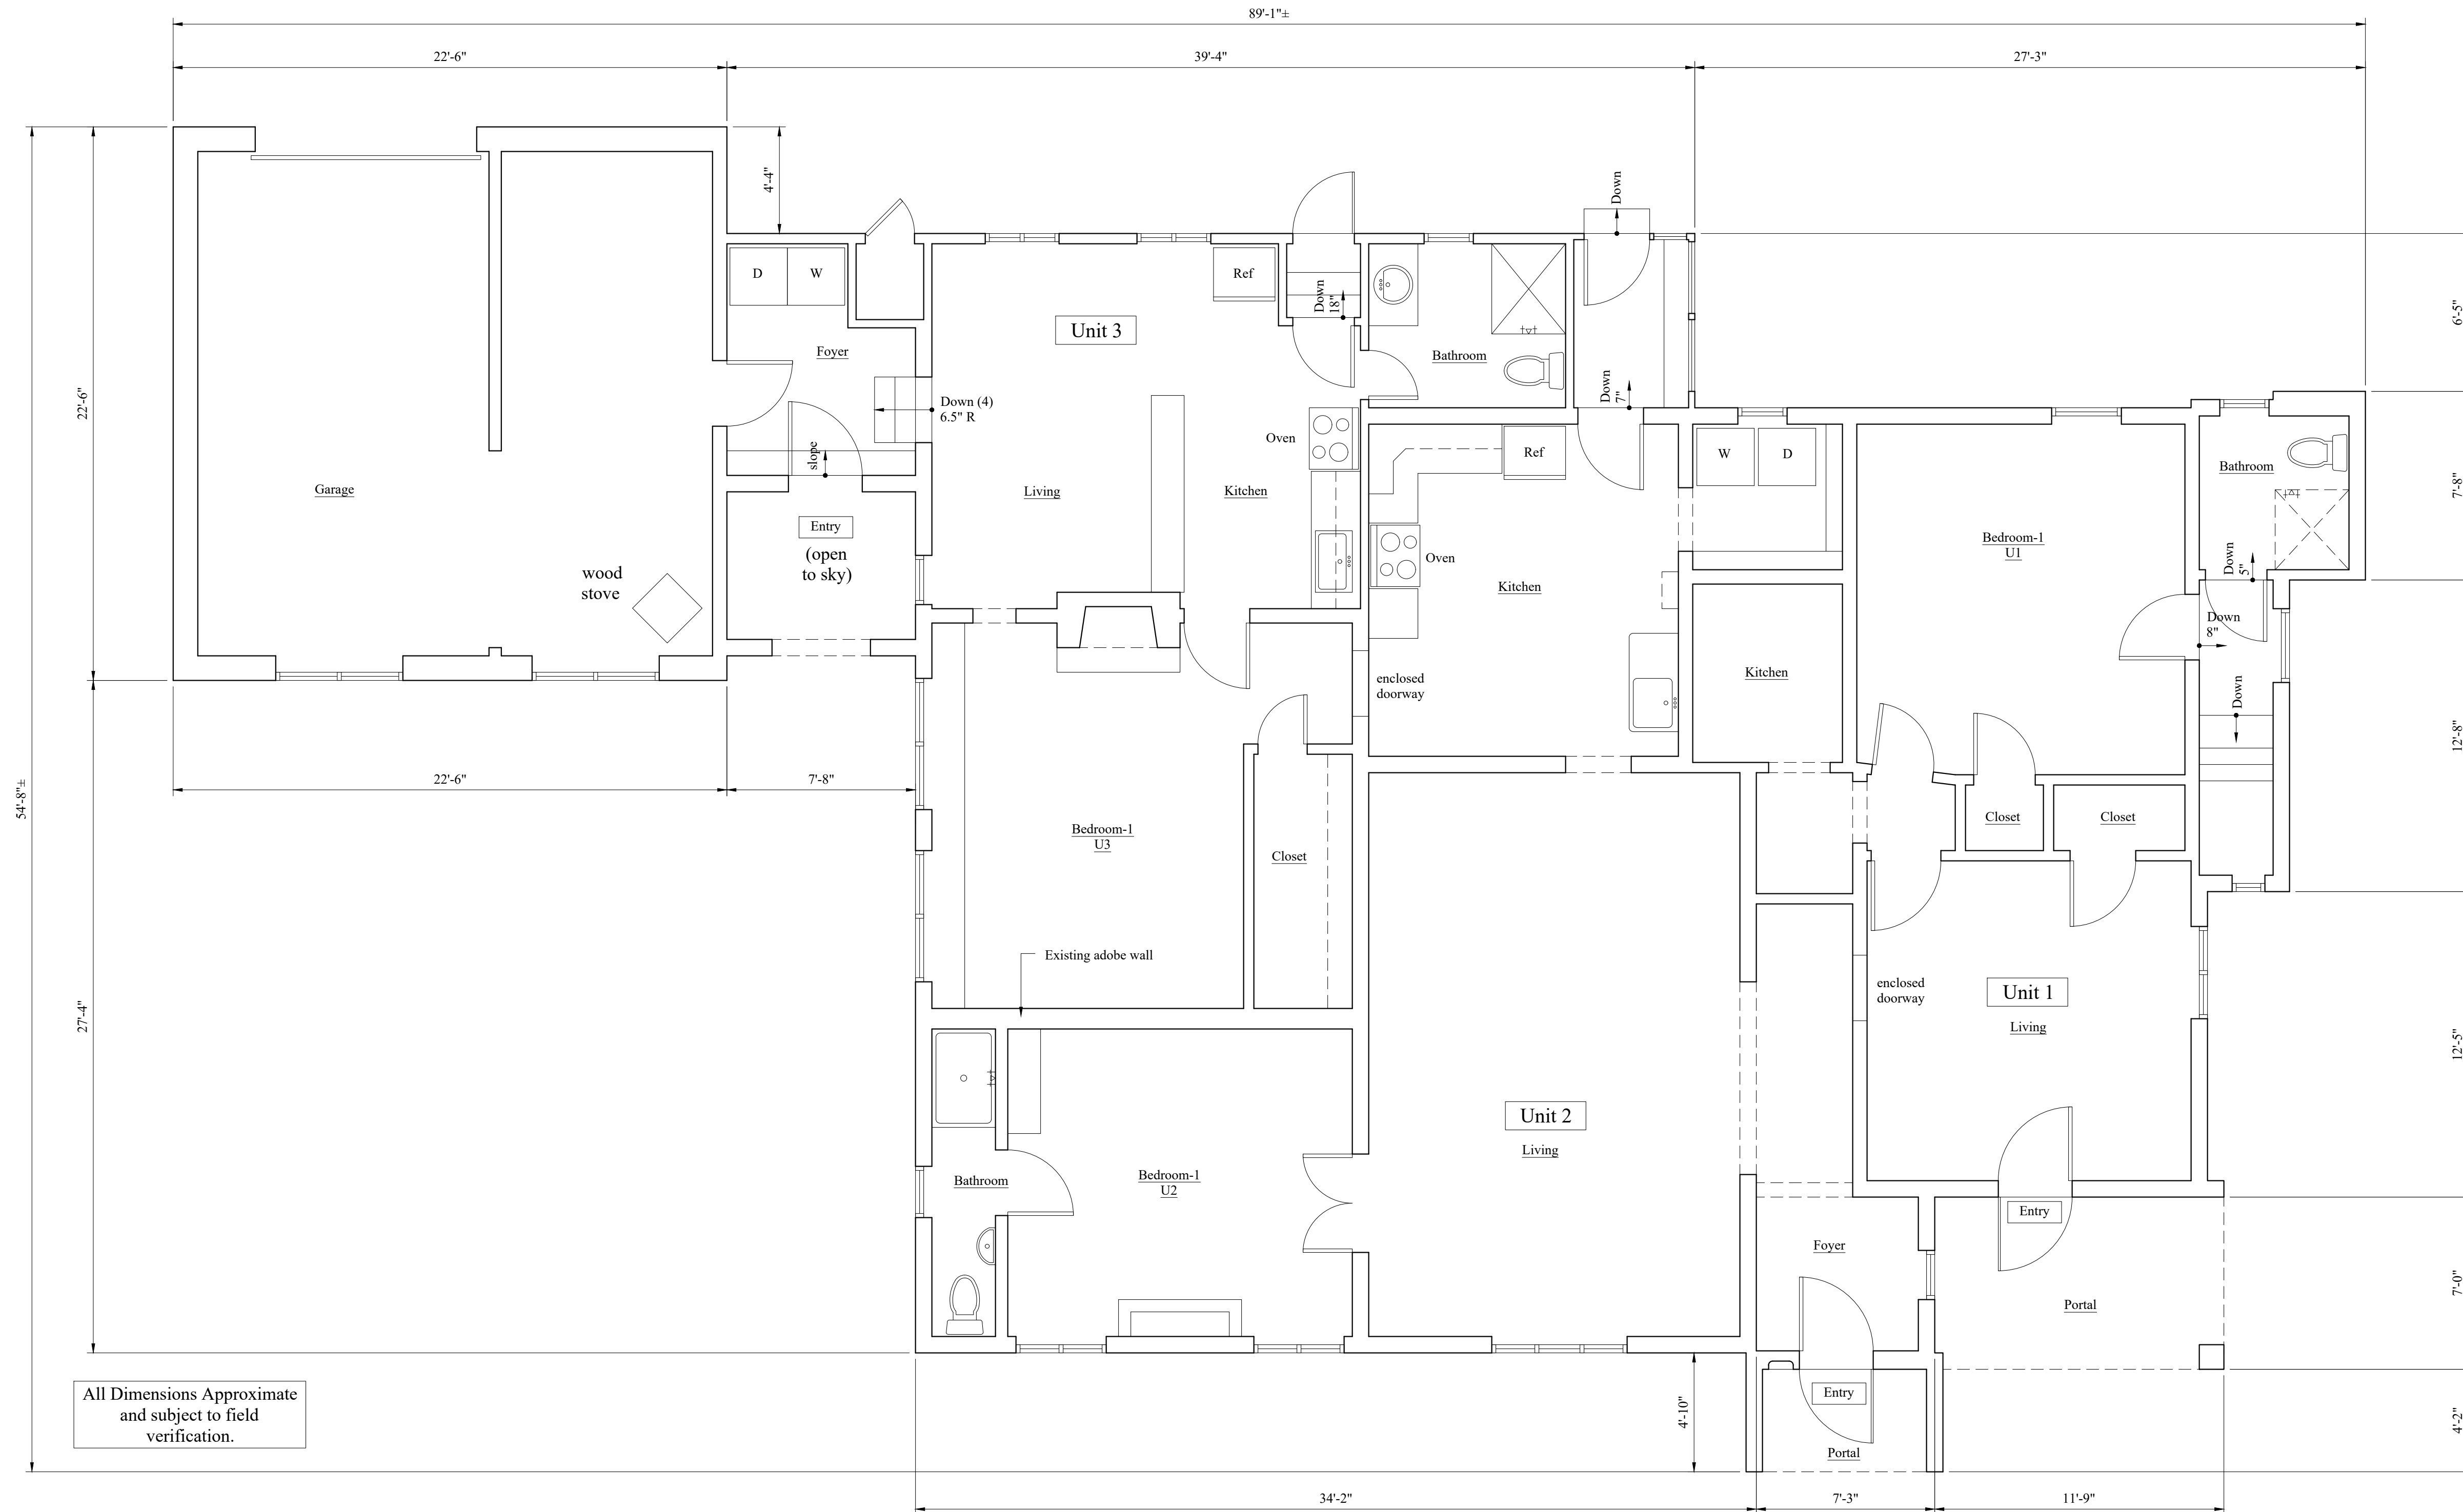 89'-1"±
22'-6"
39'-4"
27'-3"
4'-4"
Down
D
W
Ref
Down
18"
6'-5"
Unit 3
Foyer
Bathroom
22'-6"
Down (4)
6.5" R
Down
7"
Oven
slope
Ref
W
D
Bathroom
Garage
Living
Kitchen
7'-8"
Entry
(open
to sky)
Bedroom-1
U1
Oven
Down
5"
wood
stove
Kitchen
Down
8"
Kitchen
enclosed
doorway
Down
12'-8"
22'-6"
7'-8"
54'-8"±
Bedroom-1
U3
Closet
Closet
Closet
Existing adobe wall
enclosed
doorway
Unit 1
Living
27'-4"
12'-5"
Unit 2
Living
Bathroom
Bedroom-1
U2
Entry
Foyer
7'-0"
Portal
All Dimensions Approximate
and subject to field
verification.
4'-10"
Entry
4'-2"
Portal
34'-2"
7'-3"
11'-9"